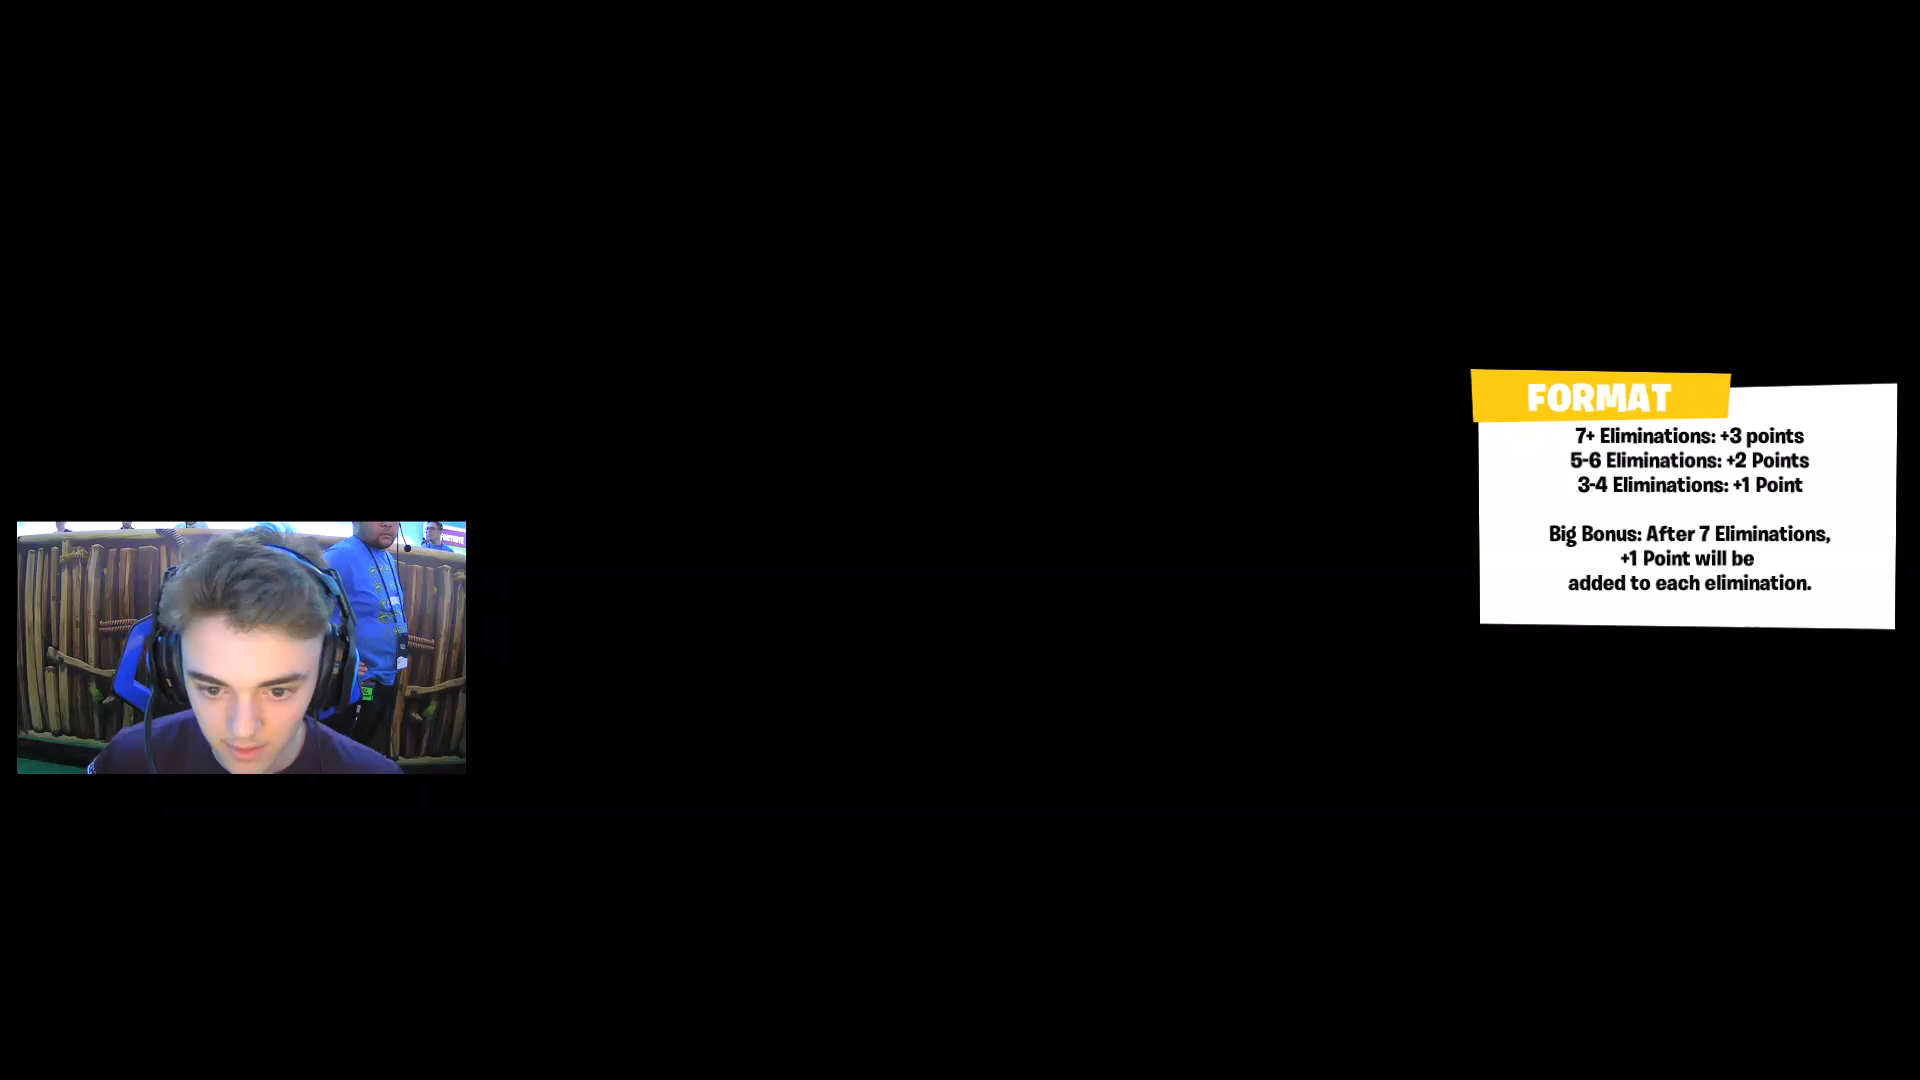 FORMAT
7+ Eliminations: +3 points
5-6 Eliminations: +2 Points
3-4 Eliminations: +1 Point
Big Bonus: After 7 Eliminations,
+1 Point will be
added to each elimination.